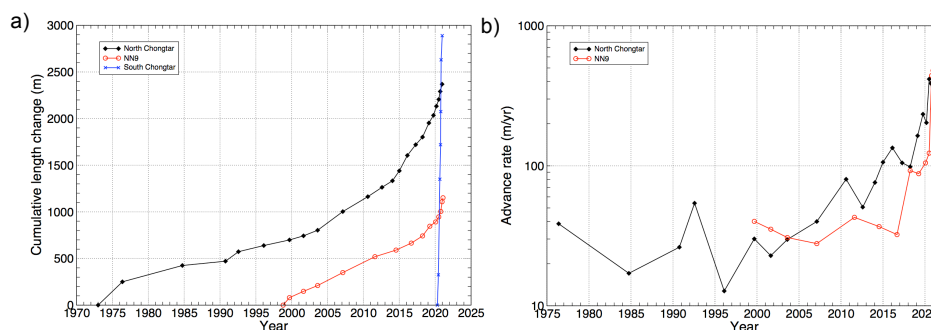 a)
Cumulative length change (m)
3000
2500
2000
1500
1000
500
0
North Chongtar
NN9
South Chongtar
1970 1975 1980 1985 1990 1995 2000 2005 2010 2015 2020 2025
Year
b)
Advance rate (m/yr)
1000
100
10
North Chongtar
NN9
1975 1980 1985 1990 1995 2000 2005 2010 2015
Year